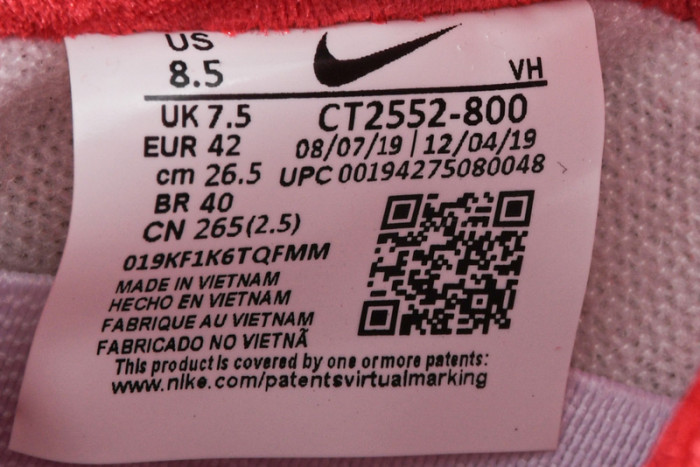 US
8.5
VH
UK 7.5
CT2552-800
EUR 42
08/07/19 | 12/04/19
cm 26.5
UPC 00194275080048
BR 40
CN 265(2.5)
019KF1K6TQFMM
MADE IN VIETNAM
HECHO EN VIETNAM
FABRIQUE AU VIETNAM
FABRICADO NO VIETNÃ
This product is covered by one or more patents:
www.nike.com/patentsvirtualmarking